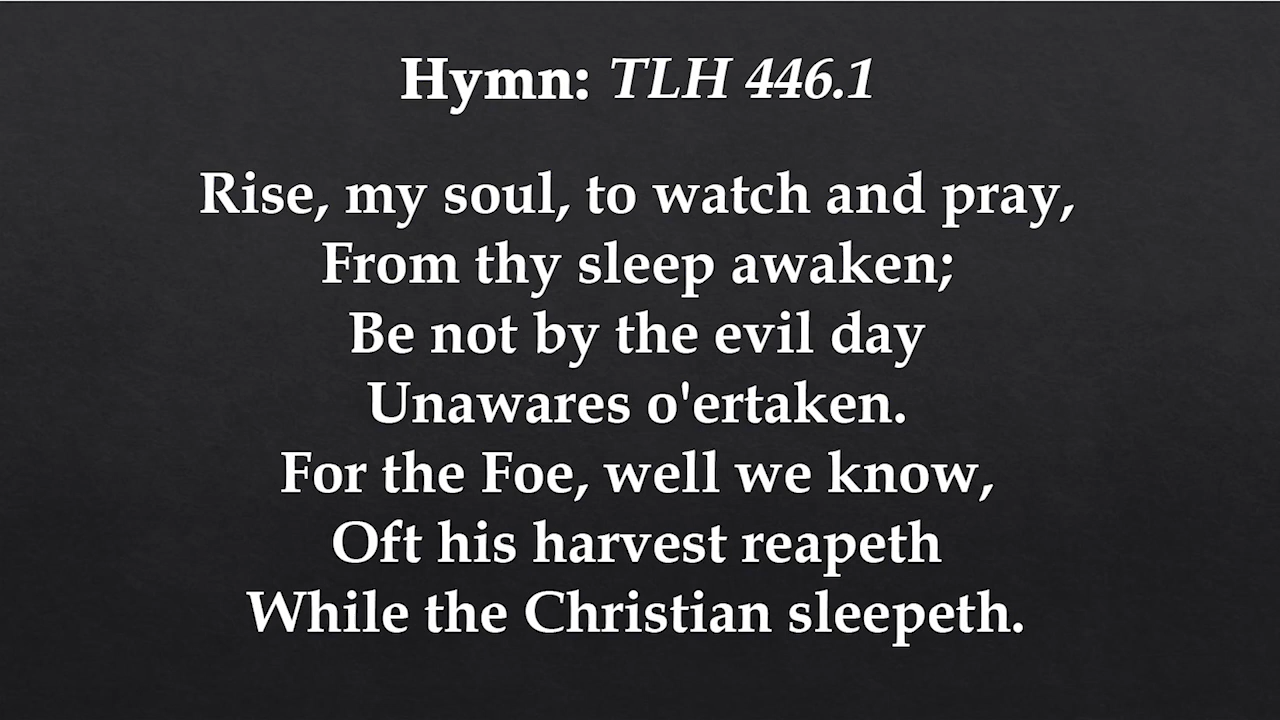 Hymn: TLH 446.1
Rise, my soul, to watch and pray,
From thy sleep awaken;
Be not by the evil day
Unawares o'ertaken.
For the Foe, well we know,
Oft his harvest reapeth
While the Christian sleepeth.